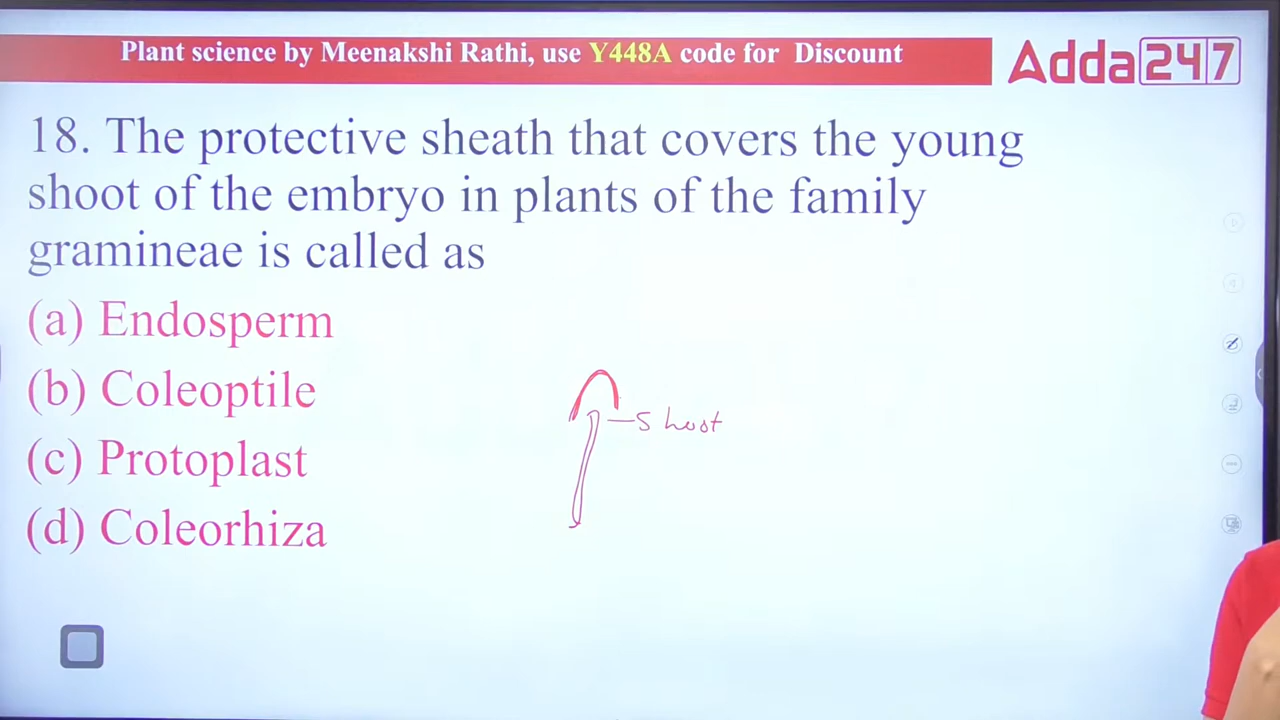 Plant science by Meenakshi Rathi, use Y448A code for Discount
Adda247
18. The protective sheath that covers the young
shoot of the embryo in plants of the family
gramineae is called as
(a) Endosperm
(b) Coleoptile
(c) Protoplast
(d) Coleorhiza
shoot